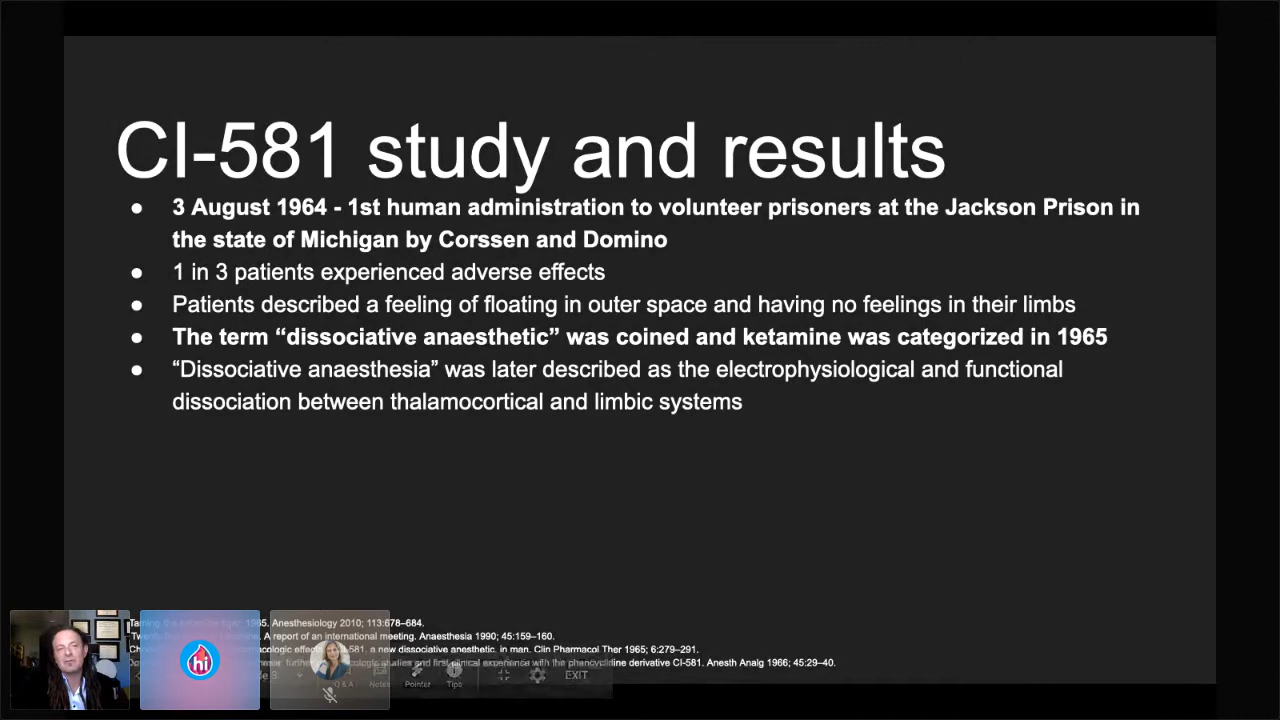 CI-581 study and results
● 3 August 1964 - 1st human administration to volunteer prisoners at the Jackson Prison in
the state of Michigan by Corssen and Domino
● 1 in 3 patients experienced adverse effects
● Patients described a feeling of floating in outer space and having no feelings in their limbs
● The term “dissociative anaesthetic” was coined and ketamine was categorized in 1965
● “Dissociative anaesthesia” was later described as the electrophysiological and functional
dissociation between thalamocortical and limbic systems
1965. Anesthesiology 2010; 113:678–684.
A report of an international meeting. Anaesthesia 1990; 45:159–160.
a new dissociative anesthetic, in man. Clin Pharmacol Ther 1965; 6:279–291.
studies and first clinical experience with the phencyclidine derivative CI-581. Anesth Analg 1966; 45:29–40.
hi
Q & A
Notes
Pointer
Tips
EXIT